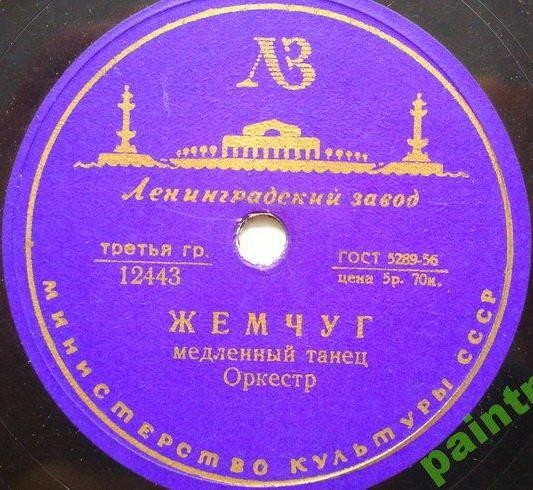 ЛЗ
Ленинградский завод
третья гр.
12443
ГОСТ 5289-56
цена 5р. 70к.
ЖЕМЧУГ
медленный танец
Оркестр
МИНИСТЕРСТВО КУЛЬТУРЫ СССР